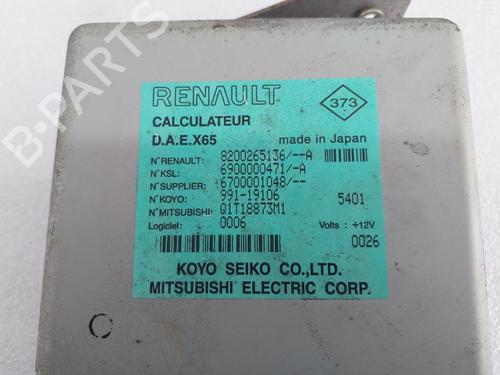 B-PARTS
RENAULT
373
CALCULATEUR
D.A.E.X65 made in Japan
N°RENAULT: 8200265136/--A
N°KSL: 6900000471/-A
N°SUPPLIER: 6700001048/--
N°KOYO: 991-19106 5401
N°MITSUBISHI: Q1T18873M1
Logiciel: 0006 Volts: +12V
0026
KOYO SEIKO CO.,LTD.
MITSUBISHI ELECTRIC CORP.